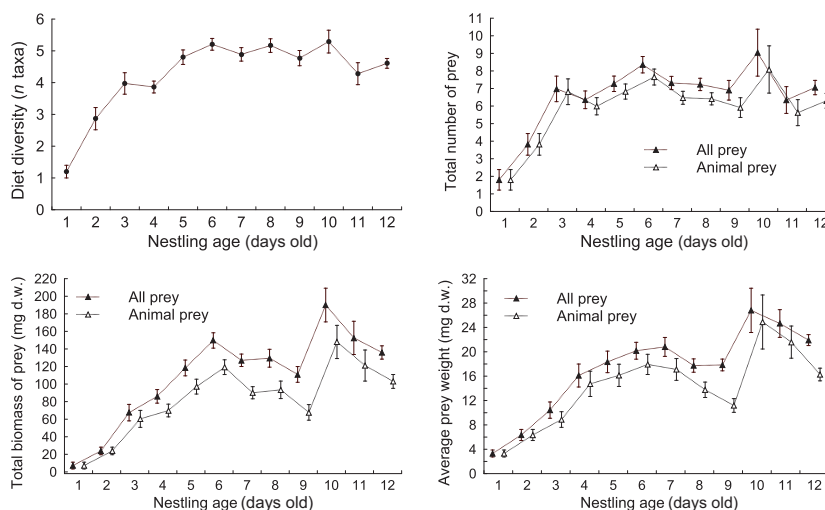 Diet diversity (n taxa)
6
5
4
3
2
1
0
1 2 3 4 5 6 7 8 9 10 11 12
Nestling age (days old)
Total number of prey
11
10
9
8
7
6
5
4
3
2
1
0
All prey
Animal prey
1 2 3 4 5 6 7 8 9 10 11 12
Nestling age (days old)
Total biomass of prey (mg d.w.)
220
200
180
160
140
120
100
80
60
40
20
0
All prey
Animal prey
1 2 3 4 5 6 7 8 9 10 11 12
Nestling age (days old)
Average prey weight (mg d.w.)
32
28
24
20
16
12
8
4
0
All prey
Animal prey
1 2 3 4 5 6 7 8 9 10 11 12
Nestling age (days old)